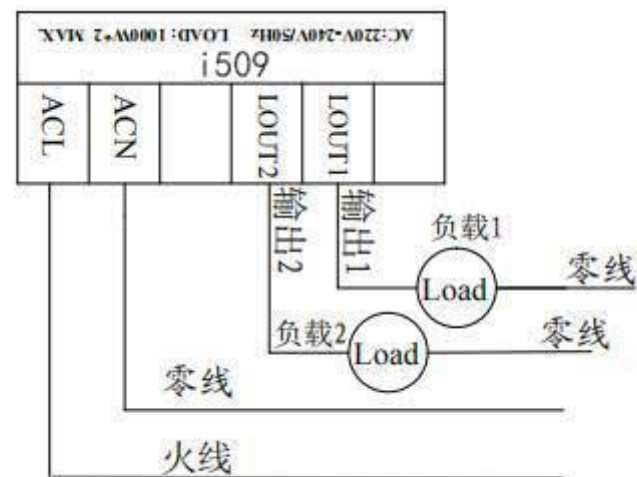 AC:220V-240V/50Hz LOAD: 1000W*2 MAX.
i509
ACL
ACN
LOUT2
LOUT1
输出2
输出1
负载1
Load
零线
负载2
Load
零线
零线
火线